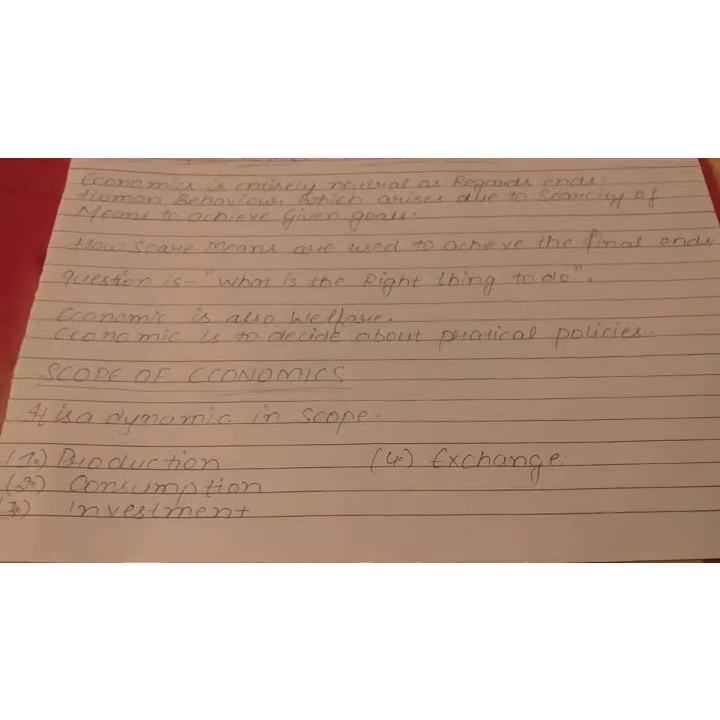 Economics is entirely neutral as Regards ends.
Human Behaviour which arises due to Scarcity of
Means to achieve Given goals.
How Scare Means are used to achieve the final ends
question is - "What is the Right thing to do".
Economic is also Welfare.
Economic is to decide about pratical policies.
SCOPE OF ECONOMICS
It is a dynamic in scope.
(1.) Production (4.) Exchange
(2.) Consumption
3.) Investment